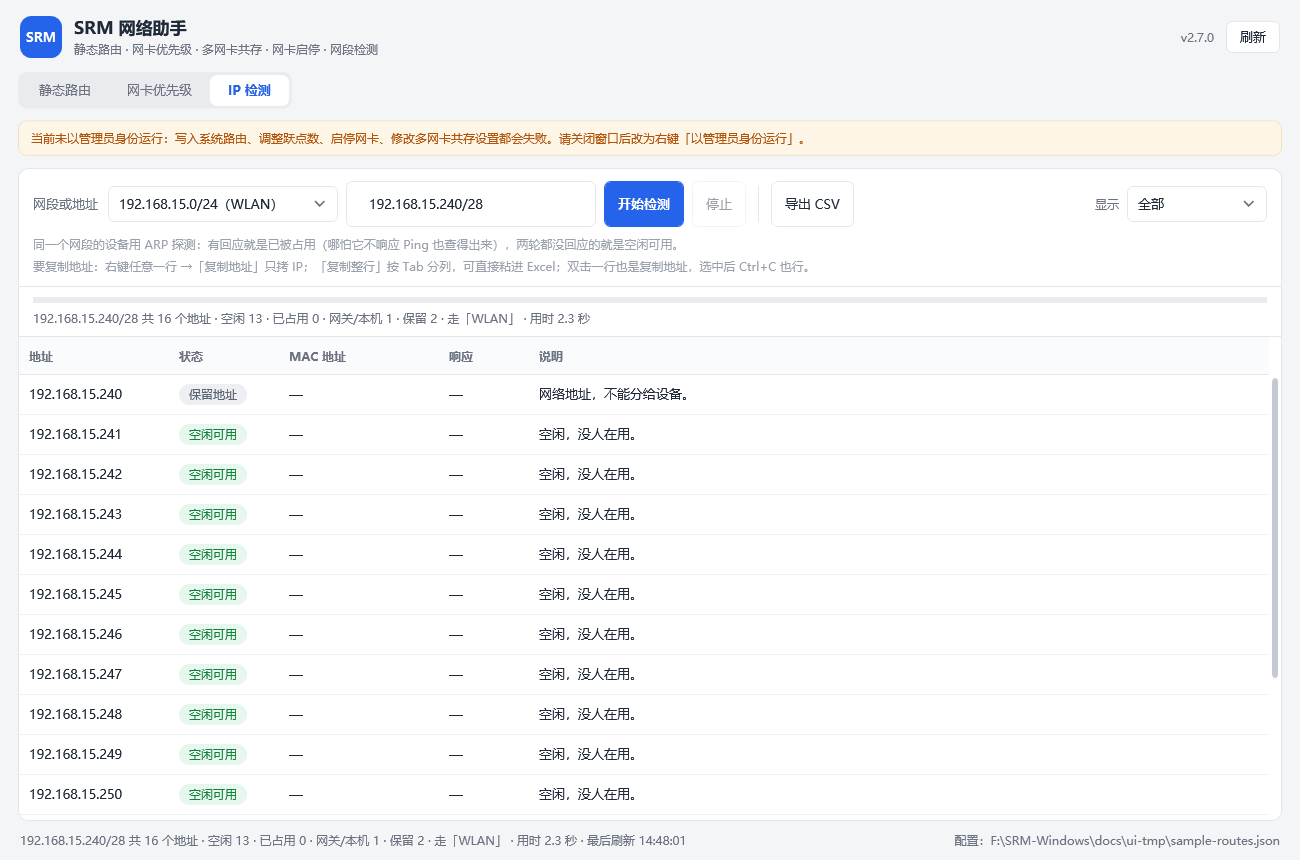 SRM
SRM 网络助手
静态路由 · 网卡优先级 · 多网卡共存 · 网卡启停 · 网段检测
v2.7.0
刷新
静态路由
网卡优先级
IP 检测
当前未以管理员身份运行：写入系统路由、调整跃点数、启停网卡、修改多网卡共存设置都会失败。请关闭窗口后改为右键「以管理员身份运行」。
网段或地址
192.168.15.0/24（WLAN）
192.168.15.240/28
开始检测
停止
导出 CSV
显示
全部
同一个网段的设备用 ARP 探测：有回应就是已被占用（哪怕它不响应 Ping 也查得出来），两轮都没回应的就是空闲可用。
要复制地址：右键任意一行 →「复制地址」只拷 IP；「复制整行」按 Tab 分列，可直接粘进 Excel；双击一行也是复制地址，选中后 Ctrl+C 也行。
192.168.15.240/28 共 16 个地址 · 空闲 13 · 已占用 0 · 网关/本机 1 · 保留 2 · 走「WLAN」 · 用时 2.3 秒
地址 状态 MAC 地址 响应 说明
192.168.15.240 保留地址 — — 网络地址，不能分给设备。
192.168.15.241 空闲可用 — — 空闲，没人在用。
192.168.15.242 空闲可用 — — 空闲，没人在用。
192.168.15.243 空闲可用 — — 空闲，没人在用。
192.168.15.244 空闲可用 — — 空闲，没人在用。
192.168.15.245 空闲可用 — — 空闲，没人在用。
192.168.15.246 空闲可用 — — 空闲，没人在用。
192.168.15.247 空闲可用 — — 空闲，没人在用。
192.168.15.248 空闲可用 — — 空闲，没人在用。
192.168.15.249 空闲可用 — — 空闲，没人在用。
192.168.15.250 空闲可用 — — 空闲，没人在用。
192.168.15.240/28 共 16 个地址 · 空闲 13 · 已占用 0 · 网关/本机 1 · 保留 2 · 走「WLAN」 · 用时 2.3 秒 · 最后刷新 14:48:01
配置：F:\SRM-Windows\docs\ui-tmp\sample-routes.json